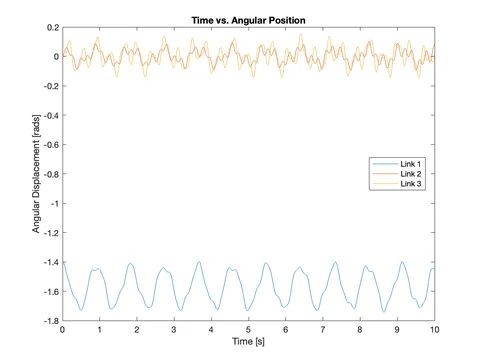 Time vs. Angular Position
0.2
0
-0.2
-0.4
-0.6
-0.8
-1
-1.2
-1.4
-1.6
-1.8
Angular Displacement [rads]
Link 1
Link 2
Link 3
0 1 2 3 4 5 6 7 8 9 10
Time [s]